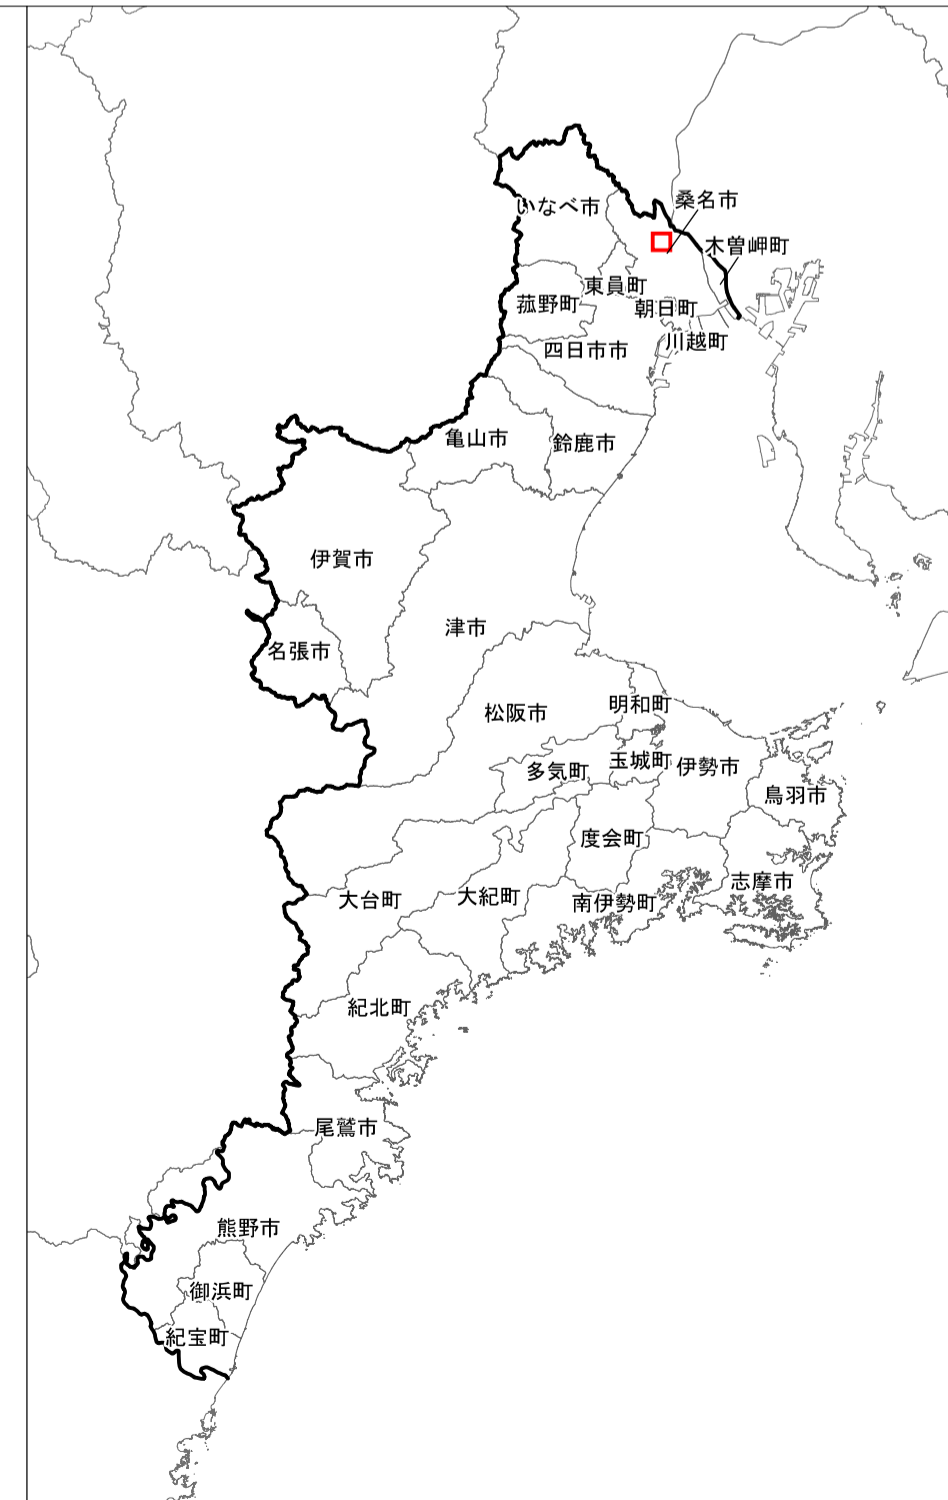 桑名市
いなべ市
木曽岬町
東員町
菰野町
朝日町
川越町
四日市市
亀山市
鈴鹿市
伊賀市
津市
名張市
明和町
松阪市
玉城町
伊勢市
多気町
鳥羽市
度会町
志摩市
大紀町
大台町
南伊勢町
紀北町
尾鷲市
熊野市
御浜町
紀宝町